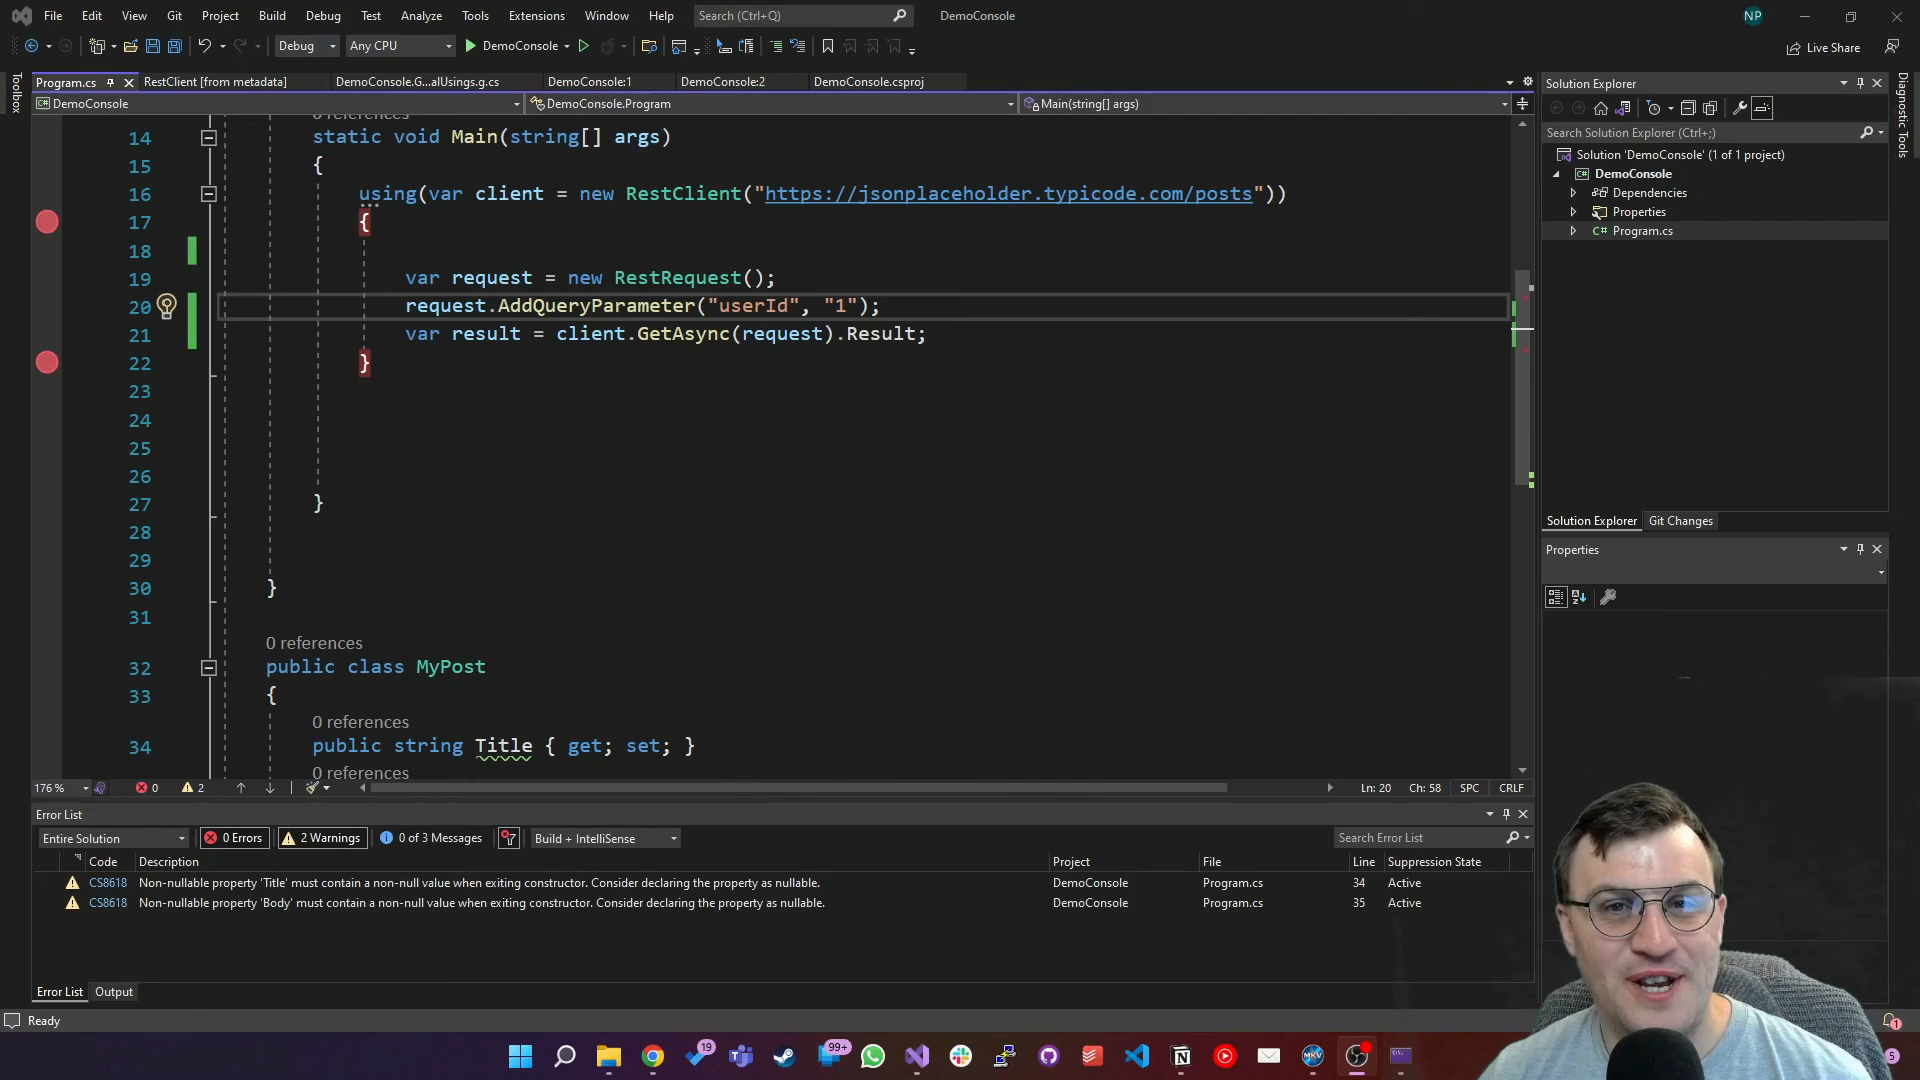 File Edit View Git Project Build Debug Test Analyze Tools Extensions Window Help Search (Ctrl+Q) DemoConsole NP
Debug Any CPU DemoConsole Live Share
Program.cs RestClient [from metadata] DemoConsole.G...alUsings.g.cs DemoConsole:1 DemoConsole:2 DemoConsole.csproj
DemoConsole DemoConsole.Program Main(string[] args)
Toolbox
0 references
14 static void Main(string[] args)
15 {
16 using(var client = new RestClient("https://jsonplaceholder.typicode.com/posts"))
17 {
18
19 var request = new RestRequest();
20 request.AddQueryParameter("userId", "1");
21 var result = client.GetAsync(request).Result;
22 }
23
24
25
26
27 }
28
29
30 }
31
0 references
32 public class MyPost
33 {
0 references
34 public string Title { get; set; }
0 references
176 % 0 2 Ln: 20 Ch: 58 SPC CRLF
Error List
Entire Solution 0 Errors 2 Warnings 0 of 3 Messages Build + IntelliSense Search Error List
Code Description Project File Line Suppression State
CS8618 Non-nullable property 'Title' must contain a non-null value when exiting constructor. Consider declaring the property as nullable. DemoConsole Program.cs 34 Active
CS8618 Non-nullable property 'Body' must contain a non-null value when exiting constructor. Consider declaring the property as nullable. DemoConsole Program.cs 35 Active
Error List Output
Ready
Solution Explorer
Search Solution Explorer (Ctrl+;)
Solution 'DemoConsole' (1 of 1 project)
DemoConsole
Dependencies
Properties
C# Program.cs
Solution Explorer Git Changes
Properties
Diagnostic Tools
19 99+ MKV 5
1